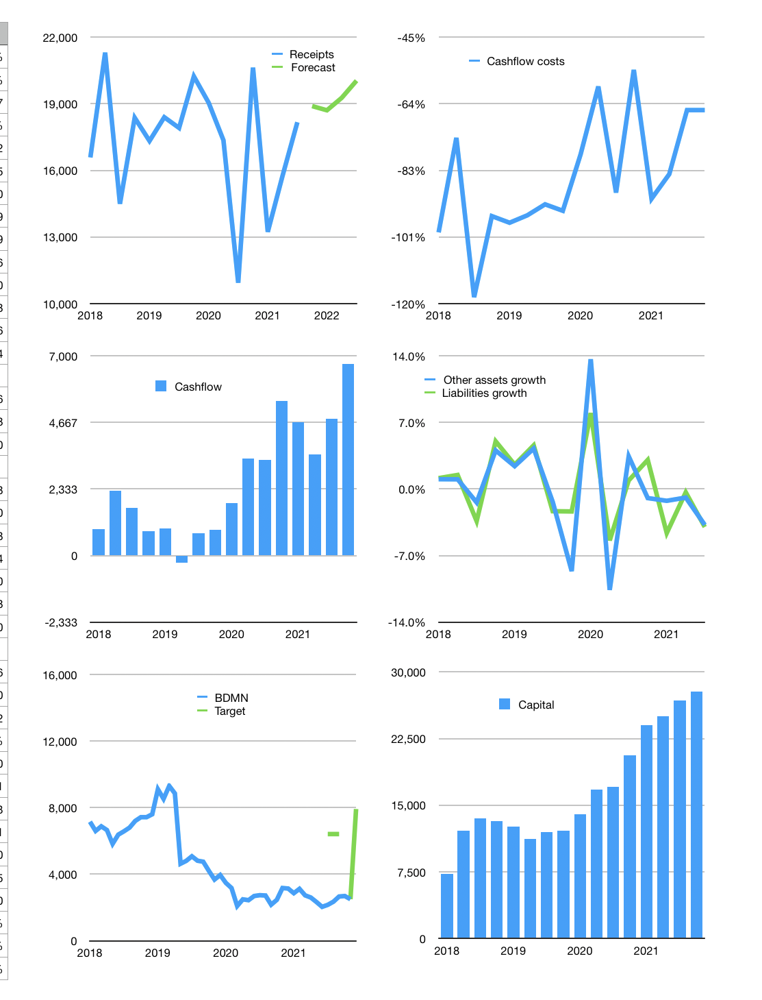 22,000
19,000
16,000
13,000
10,000
2018 2019 2020 2021 2022
Receipts
Forecast
-45%
-64%
-83%
-101%
-120%
2018 2019 2020 2021
Cashflow costs
7,000
4,667
2,333
0
-2,333
2018 2019 2020 2021
Cashflow
14.0%
7.0%
0.0%
-7.0%
-14.0%
2018 2019 2020 2021
Other assets growth
Liabilities growth
16,000
12,000
8,000
4,000
0
2018 2019 2020 2021
BDMN
Target
30,000
22,500
15,000
7,500
0
2018 2019 2020 2021
Capital